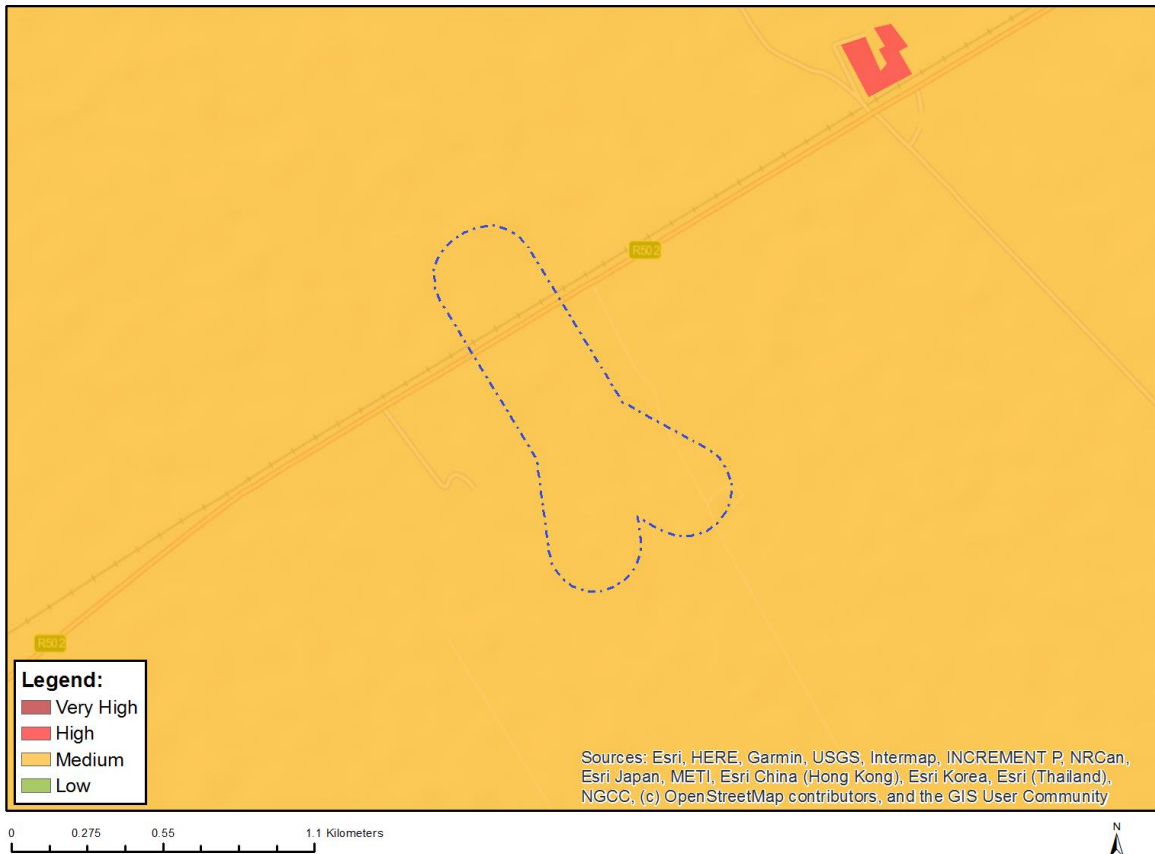 R502
R502
Legend:
Very High
High
Medium
Low
Sources: Esri, HERE, Garmin, USGS, Intermap, INCREMENT P, NRCan,
Esri Japan, METI, Esri China (Hong Kong), Esri Korea, Esri (Thailand),
NGCC, (c) OpenStreetMap contributors, and the GIS User Community
0 0.275 0.55 1.1 Kilometers
N